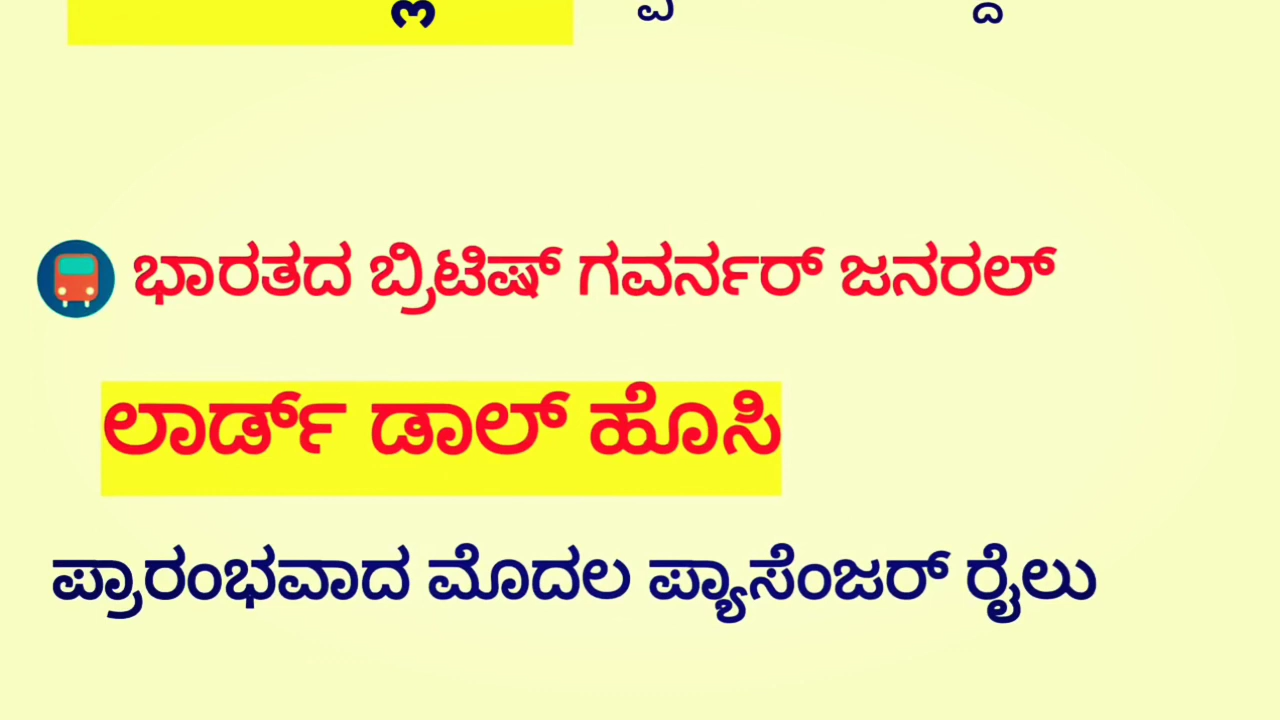 ಭಾರತದ ಬ್ರಿಟಿಷ್ ಗವರ್ನರ್ ಜನರಲ್
ಲಾರ್ಡ್ ಡಾಲ್ ಹೊಸಿ
ಪ್ರಾರಂಭವಾದ ಮೊದಲ ಪ್ಯಾಸೆಂಜರ್ ರೈಲು